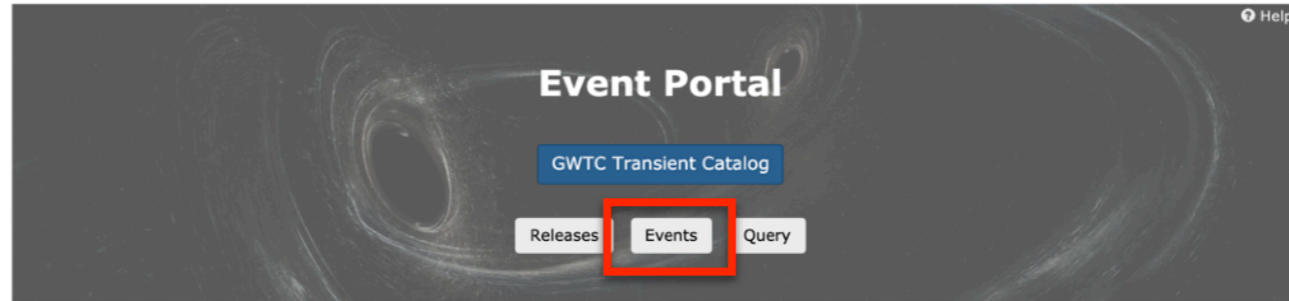 Help
Event Portal
GWTC Transient Catalog
Releases Events Query